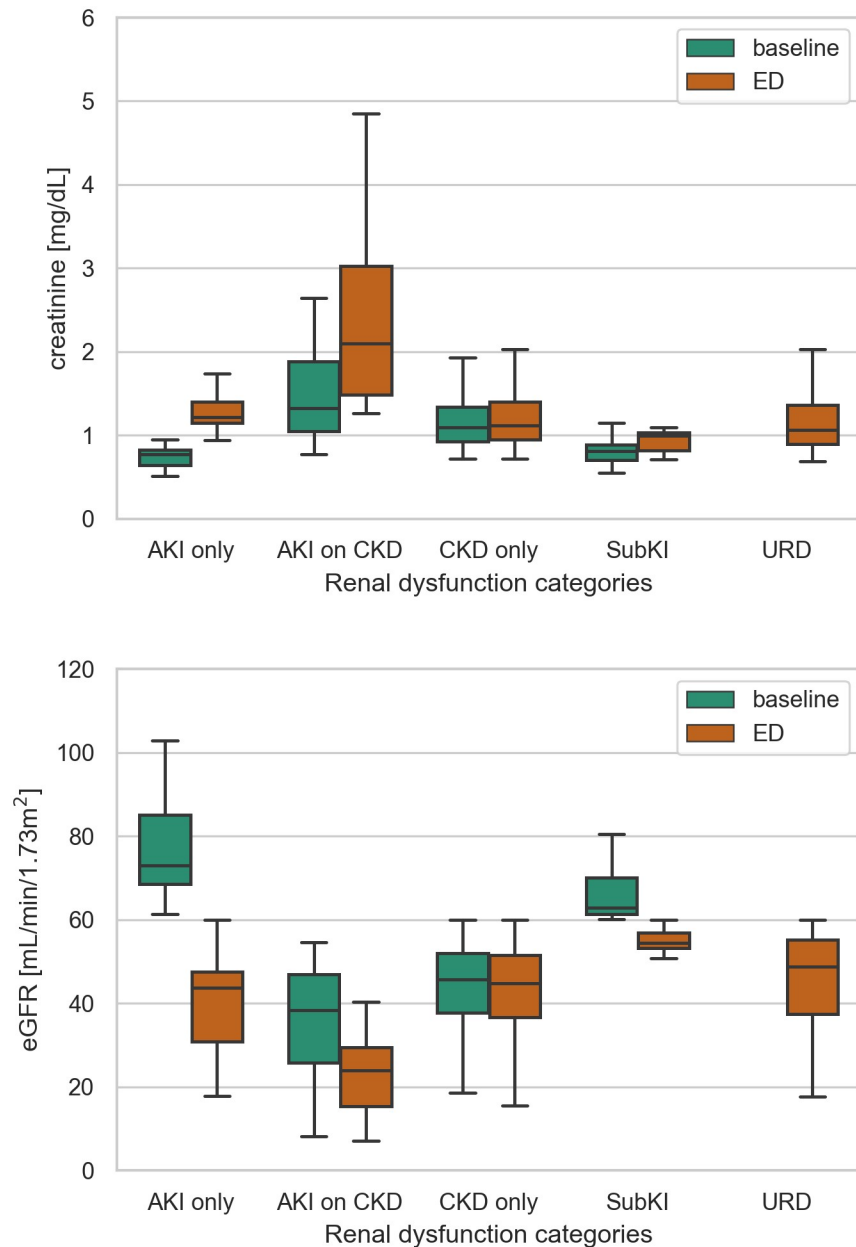 6
baseline
ED
5
4
3
2
1
0
creatinine [mg/dL]
AKI only AKI on CKD CKD only SubKI URD
Renal dysfunction categories
120
baseline
ED
100
80
60
40
20
0
eGFR [mL/min/1.73m²]
AKI only AKI on CKD CKD only SubKI URD
Renal dysfunction categories